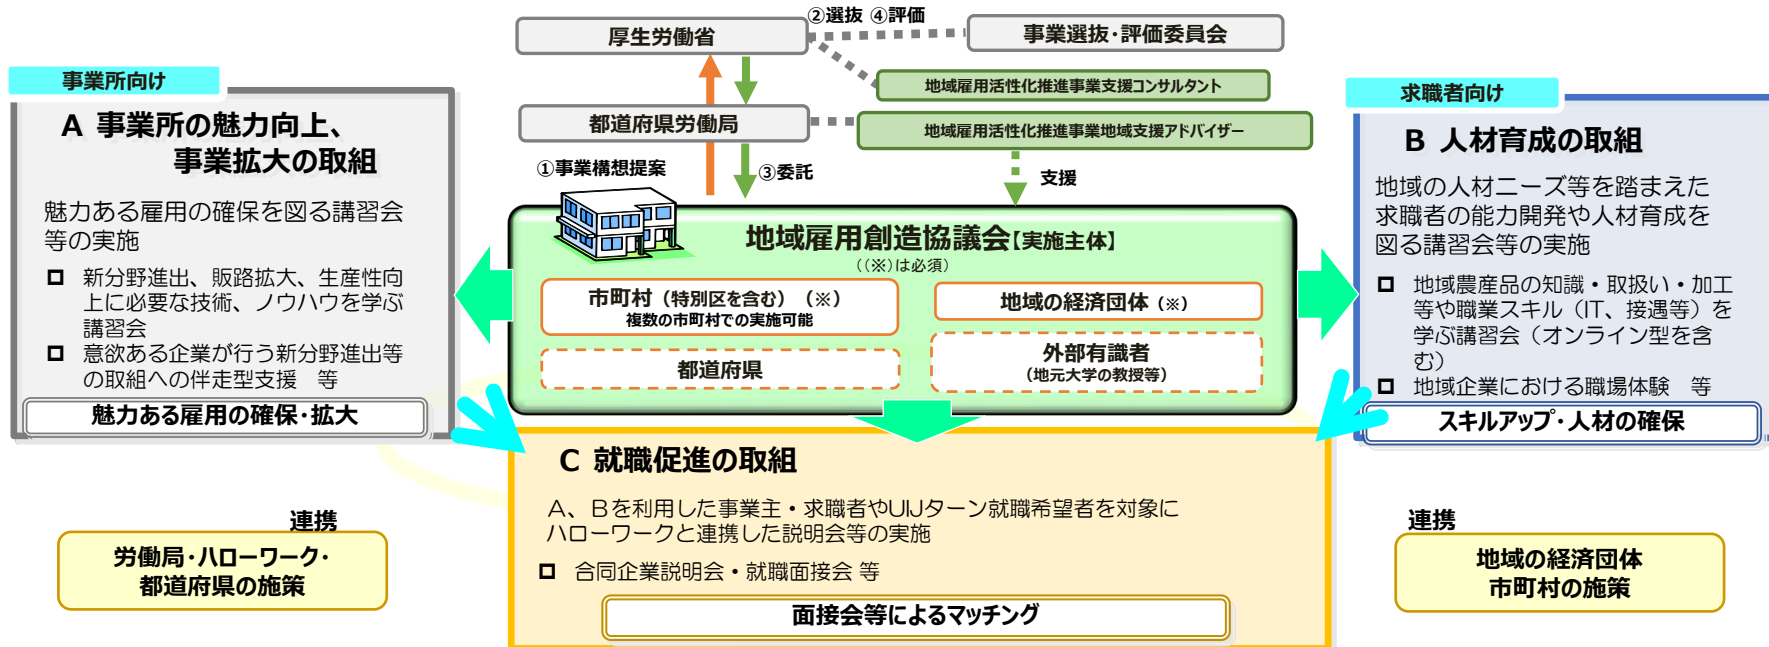 ②選抜 ④評価
厚生労働省
事業選抜・評価委員会
地域雇用活性化推進事業支援コンサルタント
都道府県労働局
地域雇用活性化推進事業地域支援アドバイザー
①事業構想提案
③委託
支援
事業所向け
A 事業所の魅力向上、
事業拡大の取組
魅力ある雇用の確保を図る講習会
等の実施
新分野進出、販路拡大、生産性向
上に必要な技術、ノウハウを学ぶ
講習会
意欲ある企業が行う新分野進出等
の取組への伴走型支援 等
魅力ある雇用の確保・拡大
地域雇用創造協議会【実施主体】
((※)は必須)
市町村（特別区を含む）（※）
複数の市町村での実施可能
地域の経済団体（※）
都道府県
外部有識者
(地元大学の教授等)
求職者向け
B 人材育成の取組
地域の人材ニーズ等を踏まえた
求職者の能力開発や人材育成を
図る講習会等の実施
地域農産品の知識・取扱い・加工
等や職業スキル（IT、接遇等）を
学ぶ講習会（オンライン型を含
む）
地域企業における職場体験 等
スキルアップ・人材の確保
C 就職促進の取組
A、Bを利用した事業主・求職者やUIJターン就職希望者を対象に
ハローワークと連携した説明会等の実施
合同企業説明会・就職面接会 等
面接会等によるマッチング
連携
労働局・ハローワーク・
都道府県の施策
連携
地域の経済団体
市町村の施策